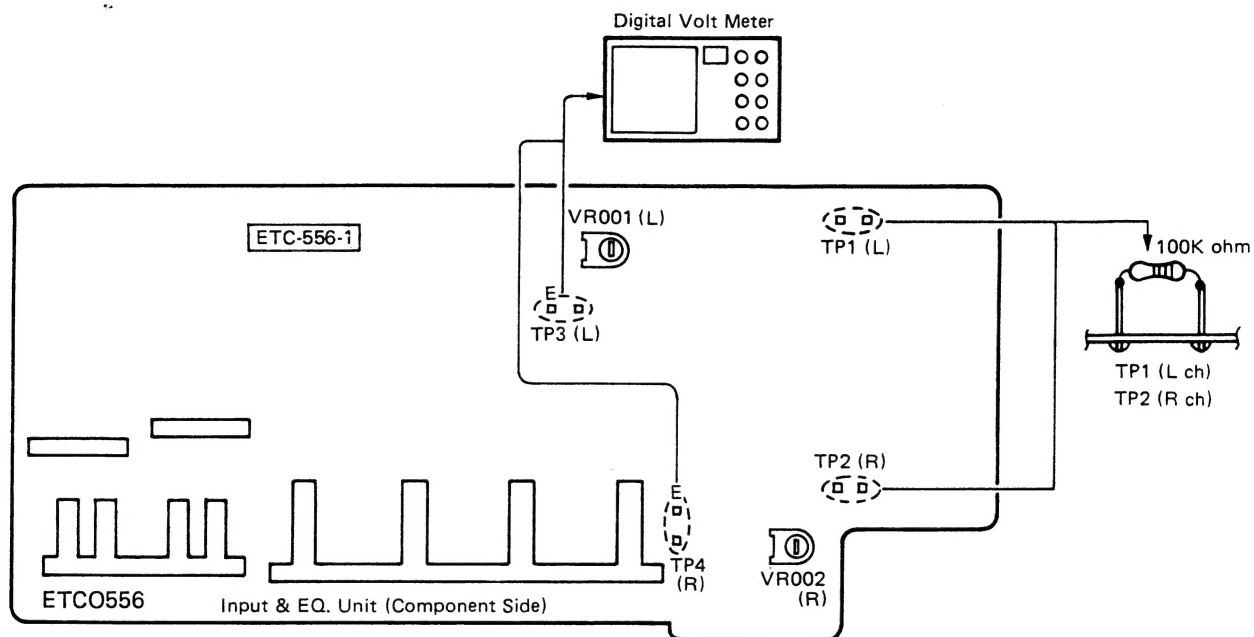 Digital Volt Meter
VR001 (L)
ETC-556-1
TP1 (L)
100K ohm
E
TP3 (L)
TP1 (L ch)
TP2 (R ch)
TP2 (R)
E
TP4
(R)
VR002
(R)
ETC0556
Input & EQ. Unit (Component Side)